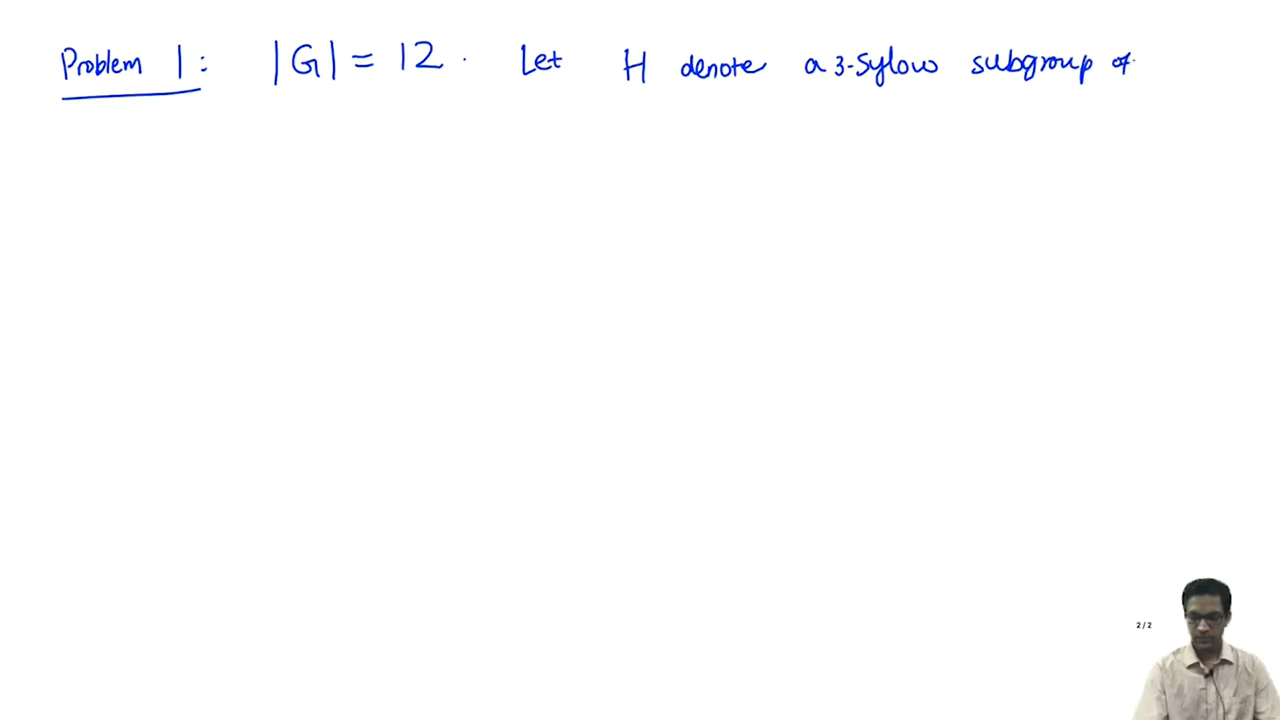 Problem 1: |G| = 12. Let H denote a 3-Sylow subgroup of
2 / 2